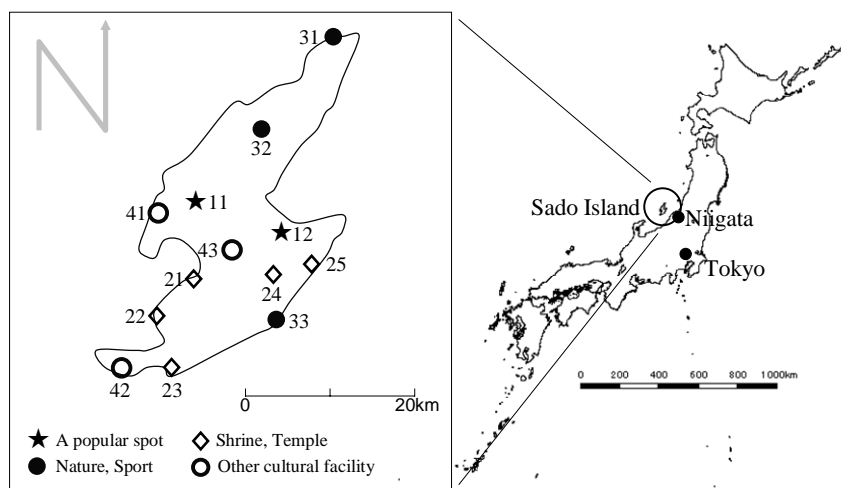 N
31
32
11
41
12
43
25
21
24
22
33
42
23
0 20km
A popular spot
Shrine, Temple
Nature, Sport
Other cultural facility
Sado Island
Niigata
Tokyo
0 200 400 600 800 1000km